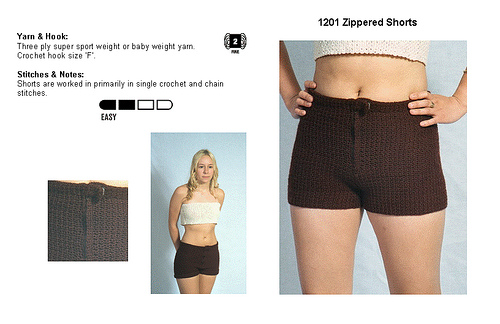 1201 Zippered Shorts
Yarn & Hook:
Three ply super sport weight or baby weight yarn.
Crochet hook size "F".
2
FINE
Stitches & Notes:
Shorts are worked in primarily in single crochet and chain
stitches.
EASY